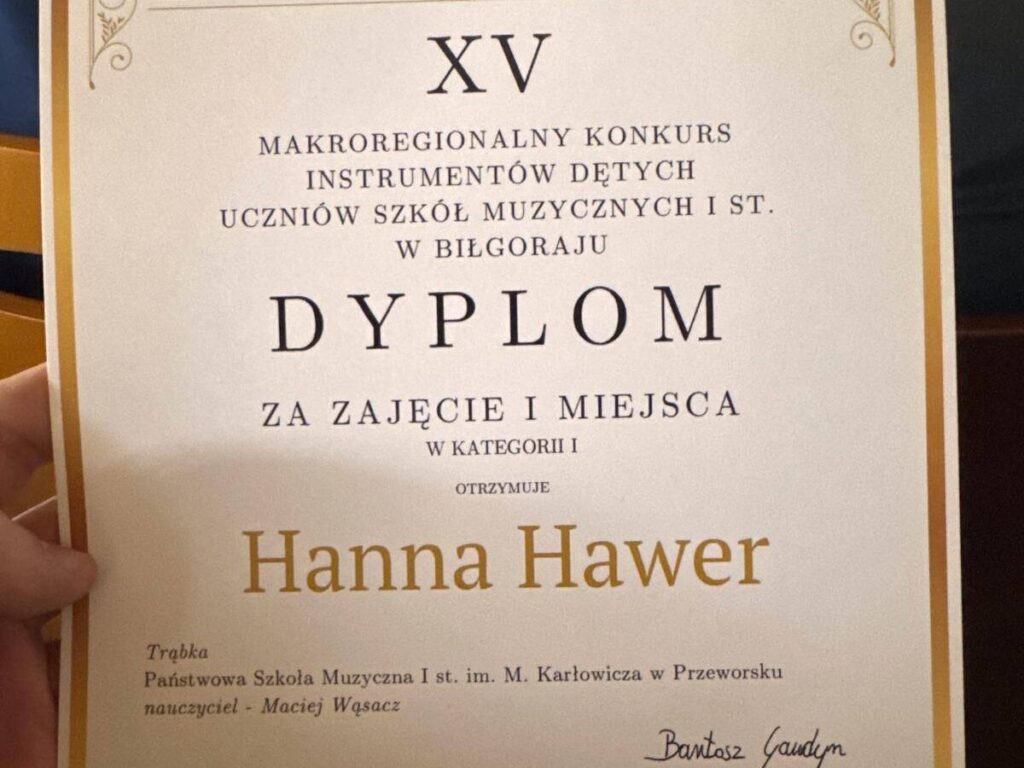 XV
MAKROREGIONALNY KONKURS
INSTRUMENTÓW DĘTYCH
UCZNIÓW SZKÓŁ MUZYCZNYCH I ST.
W BIŁGORAJU
DYPLOM
ZA ZAJĘCIE I MIEJSCA
W KATEGORII I
OTRZYMUJE
Hanna Hawer
Trąbka
Państwowa Szkoła Muzyczna I st. im. M. Karłowicza w Przeworsku
nauczyciel - Maciej Wąsacz
Bartosz Gaudyn